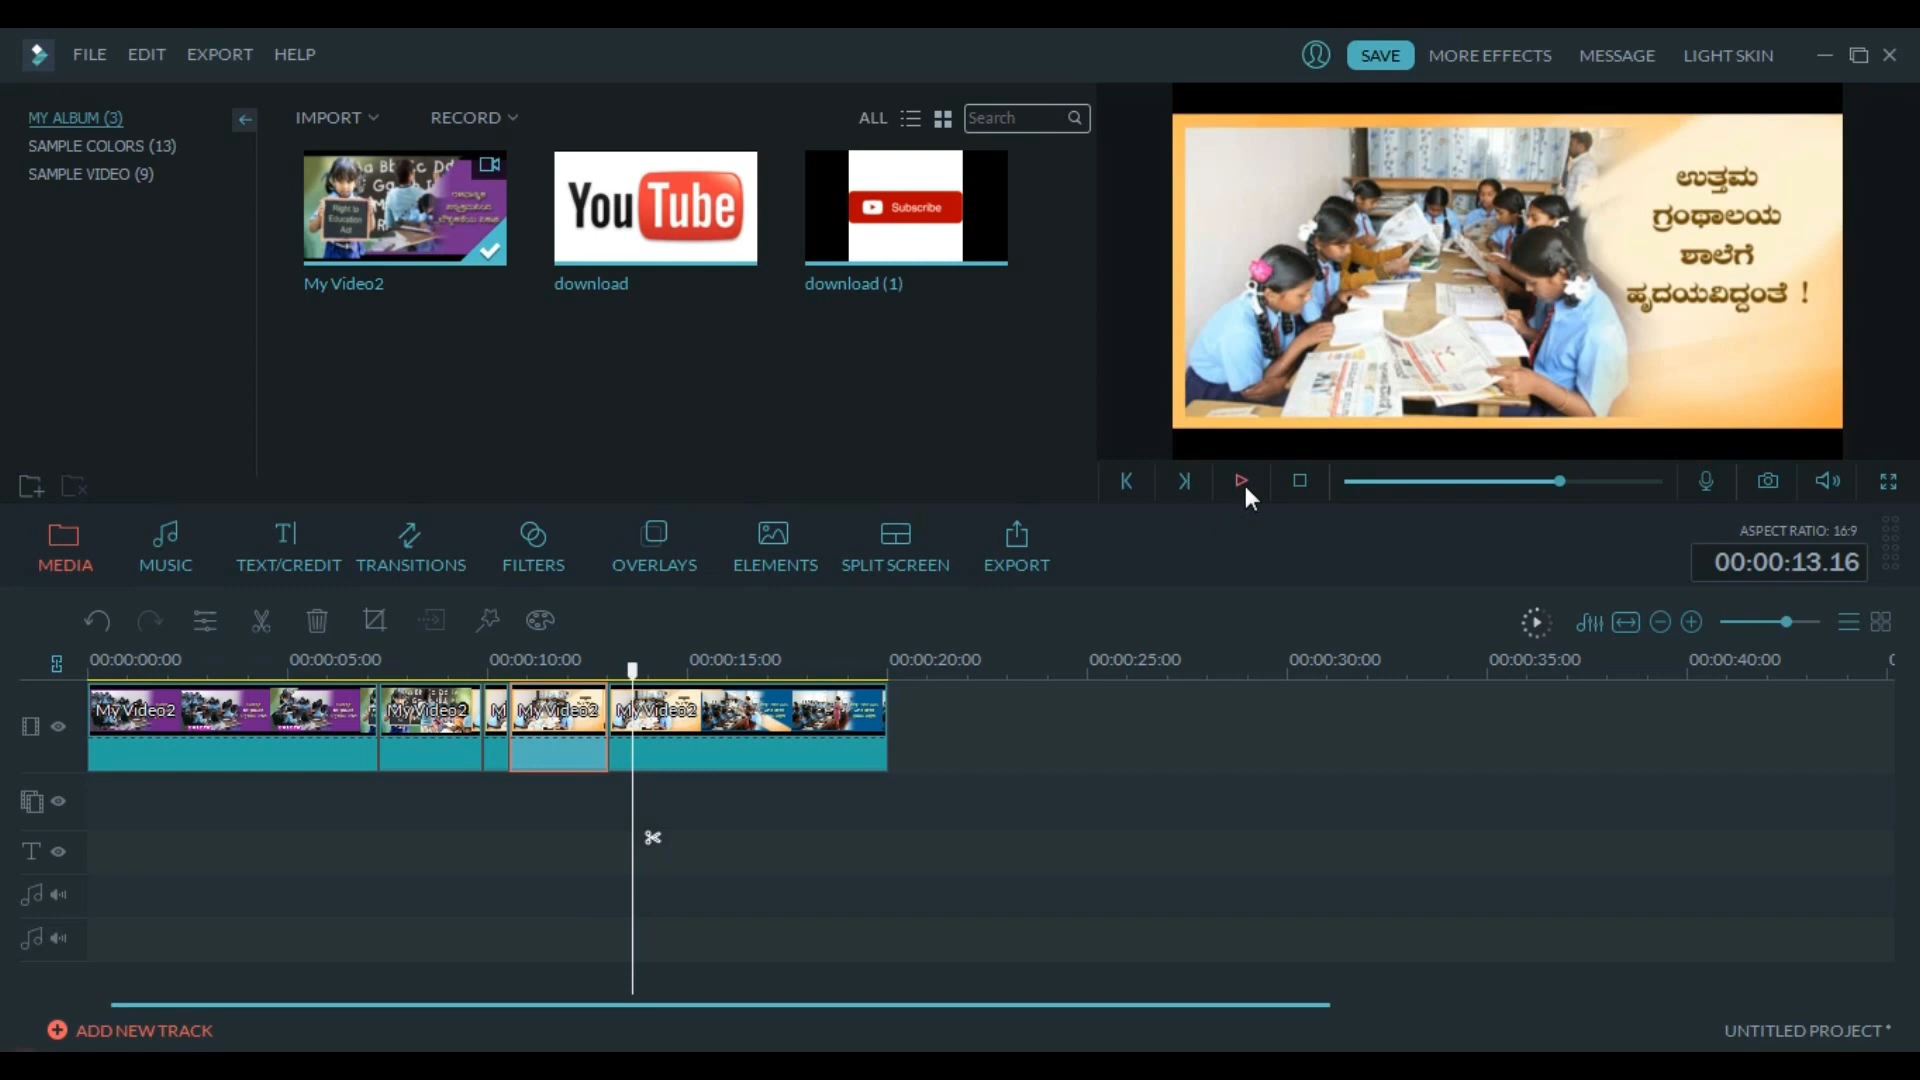 FILE EDIT EXPORT HELP
SAVE MORE EFFECTS MESSAGE LIGHT SKIN
MY ALBUM (3)
SAMPLE COLORS (13)
SAMPLE VIDEO (9)
IMPORT RECORD
ALL Search
Right to
Education
Act
My Video2
YouTube
download
Subscribe
download (1)
ಉತ್ತಮ
ಗ್ರಂಥಾಲಯ
ಶಾಲೆಗೆ
ಹೃದಯವಿದ್ದಂತೆ !
MEDIA MUSIC TEXT/CREDIT TRANSITIONS FILTERS OVERLAYS ELEMENTS SPLIT SCREEN EXPORT
ASPECT RATIO: 16:9
00:00:13.16
00:00:00:00 00:00:05:00 00:00:10:00 00:00:15:00 00:00:20:00 00:00:25:00 00:00:30:00 00:00:35:00 00:00:40:00
My Video2 My Video2 M My Video2 My Video2
ADD NEW TRACK
UNTITLED PROJECT *